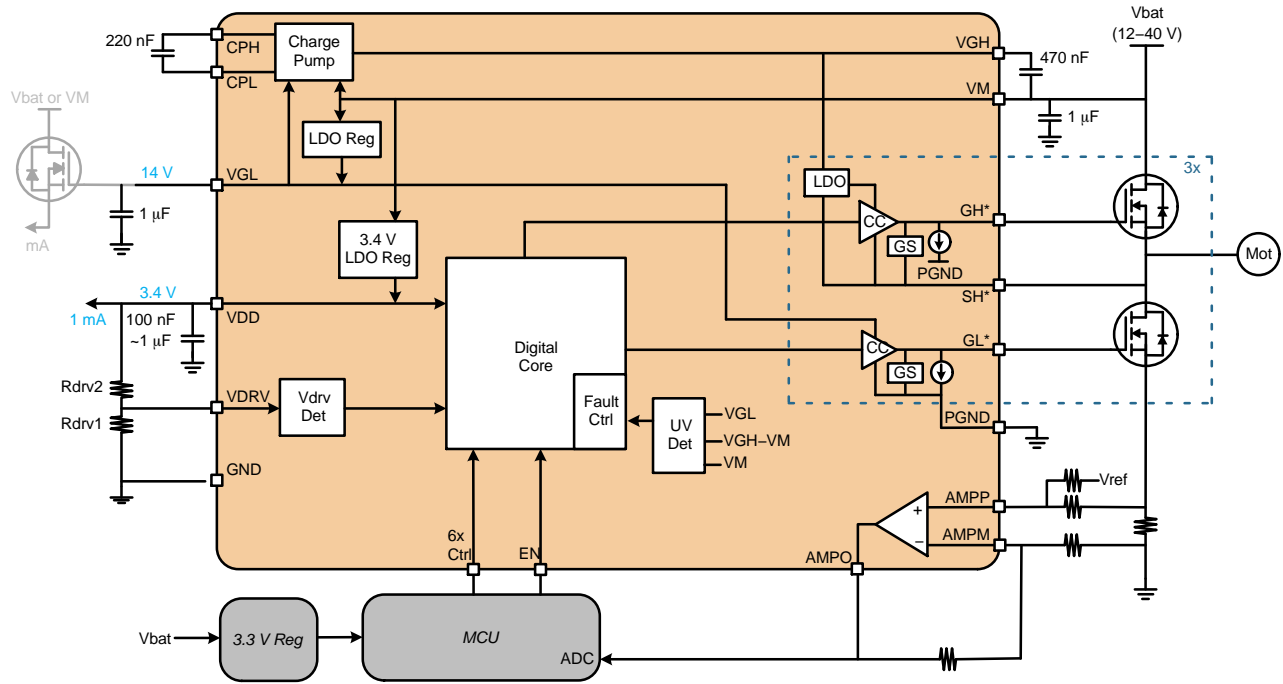 220 nF
CPH
CPL
Charge
Pump
VGH
470 nF
Vbat
(12–40 V)
VM
1 µF
Vbat or VM
LDO Reg
14 V
VGL
1 µF
mA
LDO
3x
CC
GH*
GS
PGND
Mot
3.4 V
LDO Reg
SH*
3.4 V
1 mA
VDD
100 nF
~1 µF
Digital
Core
CC
GL*
GS
Rdrv2
Rdrv1
VDRV
Vdrv
Det
Fault
Ctrl
UV
Det
VGL
VGH–VM
VM
PGND
GND
Vref
AMPP
+
–
AMPM
AMPO
6x
Ctrl
EN
Vbat
3.3 V Reg
MCU
ADC